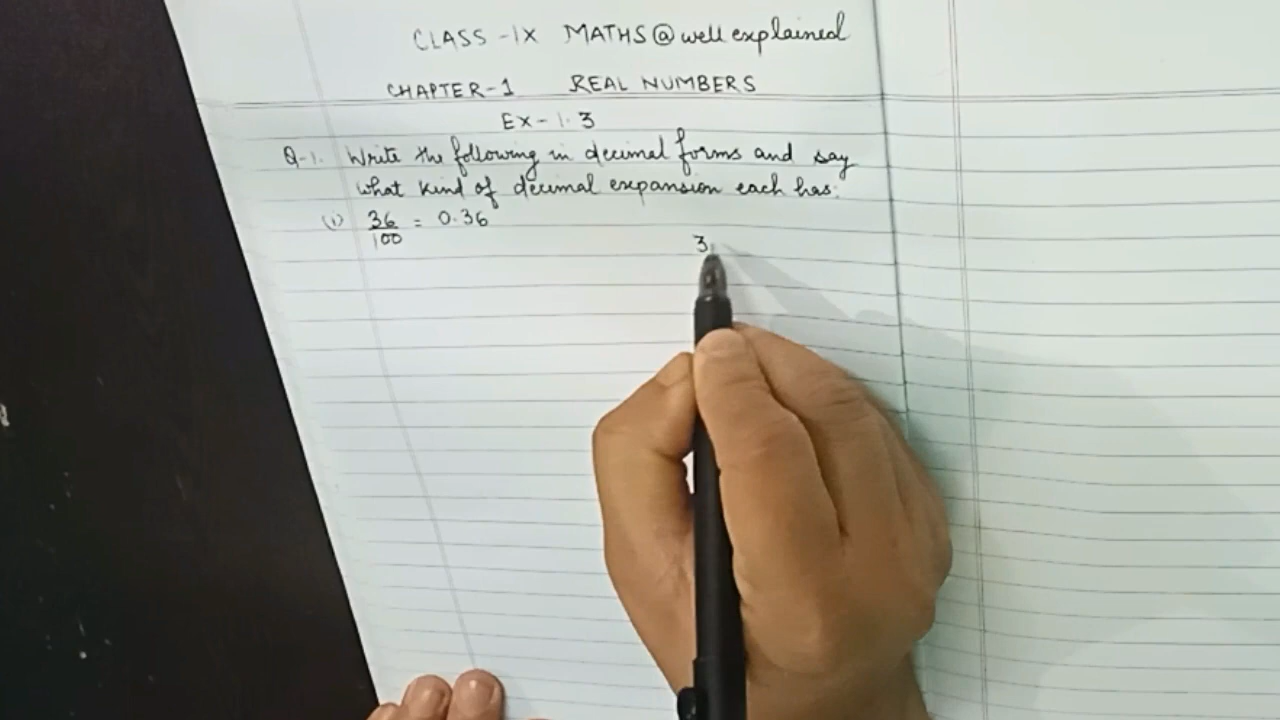 CLASS -IX MATHS@well explained
CHAPTER-1 REAL NUMBERS
EX-1.3
Q-1. Write the following in decimal forms and say
what kind of decimal expansion each has:
(i) 36/100 = 0.36
3